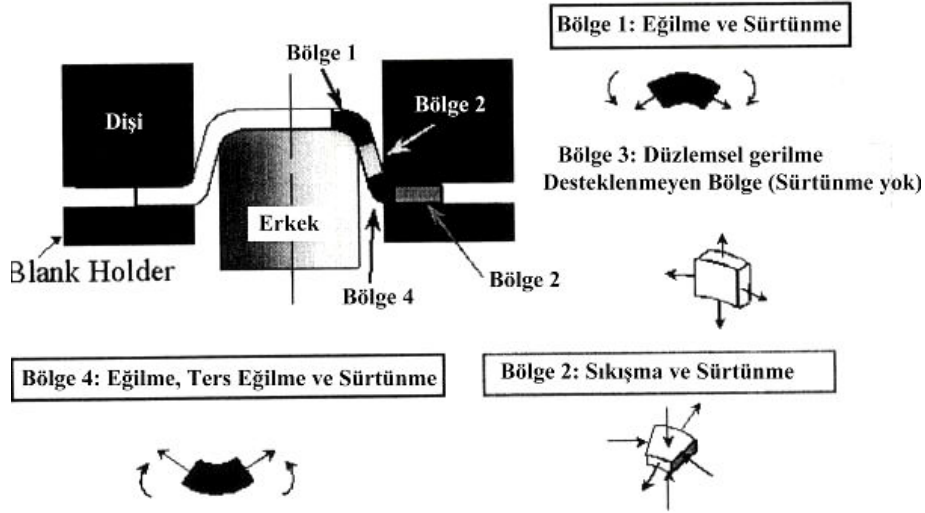 Bölge 1: Eğilme ve Sürtünme
Bölge 1
Bölge 2
Dişi
Bölge 3: Düzlemsel gerilme
Desteklenmeyen Bölge (Sürtünme yok)
Erkek
Blank Holder
Bölge 2
Bölge 4
Bölge 4: Eğilme, Ters Eğilme ve Sürtünme
Bölge 2: Sıkışma ve Sürtünme